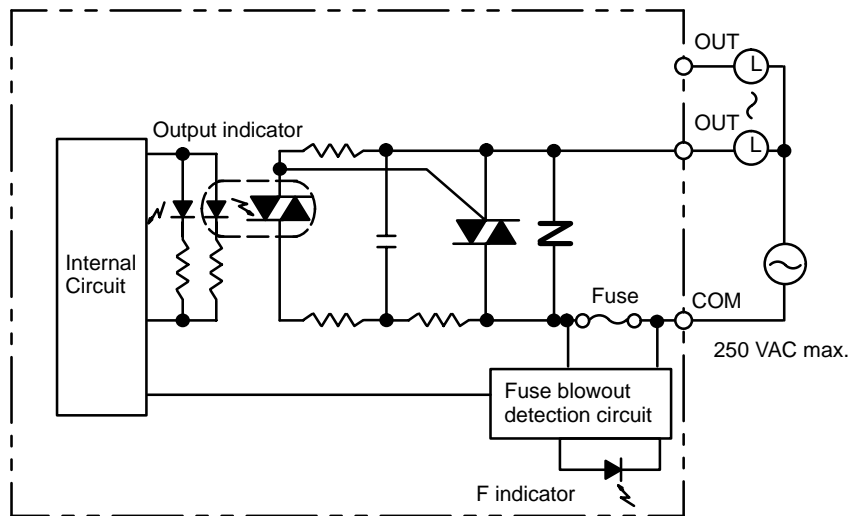 OUT
L
Output indicator
OUT
L
Internal
Circuit
Fuse
COM
250 VAC max.
Fuse blowout
detection circuit
F indicator